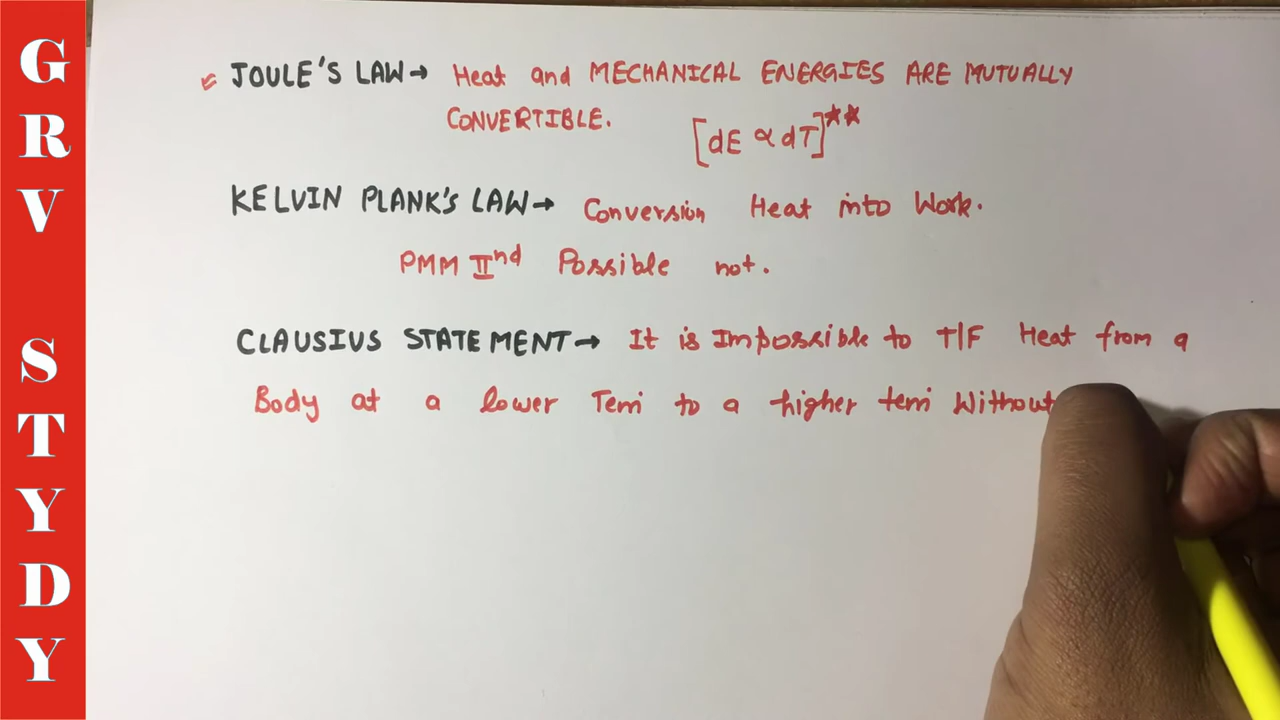 GRV STYDY
JOULE'S LAW→ Heat and MECHANICAL ENERGIES ARE MUTUALLY
CONVERTIBLE. [dE ∝ dT]**
KELVIN PLANK'S LAW→ Conversion Heat into Work.
PMM IInd Possible not.
CLAUSIUS STATEMENT→ It is Impossible to T/F Heat from a
Body at a lower Tem to a higher tem Without